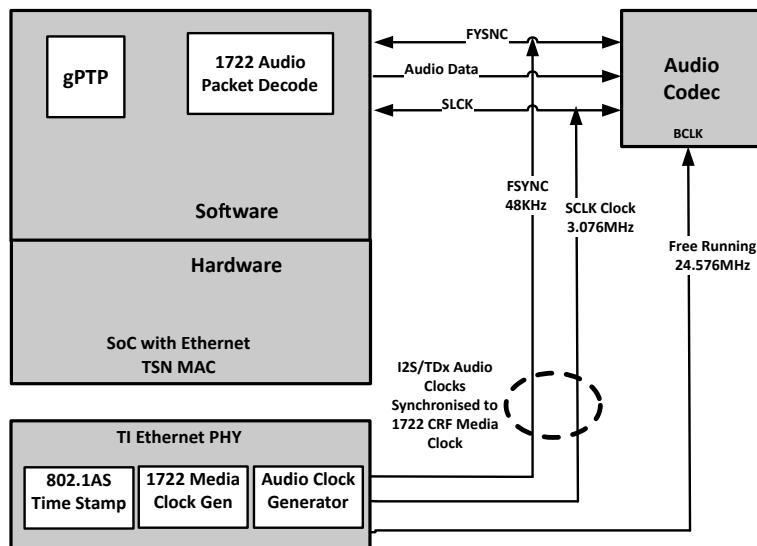 gPTP
1722 Audio
Packet Decode
Software
Hardware
SoC with Ethernet
TSN MAC
FYSNC
Audio Data
SLCK
Audio
Codec
BCLK
FSYNC
48KHz
SCLK Clock
3.076MHz
Free Running
24.576MHz
I2S/TDx Audio
Clocks
Synchronised to
1722 CRF Media
Clock
TI Ethernet PHY
802.1AS
Time Stamp
1722 Media
Clock Gen
Audio Clock
Generator